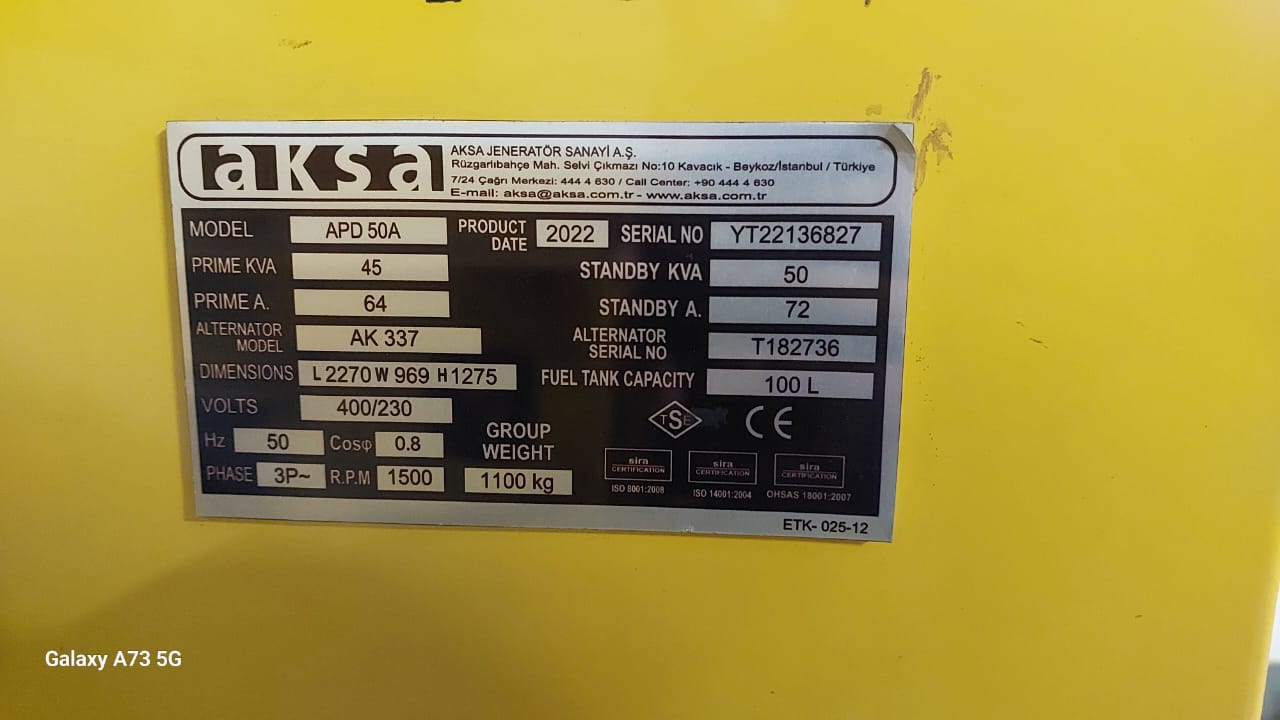 aksa
AKSA JENERATÖR SANAYİ A.Ş.
Rüzgarlıbahçe Mah. Selvi Çıkmazı No:10 Kavacık - Beykoz/İstanbul / Türkiye
7/24 Çağrı Merkezi: 444 4 630 / Call Center: +90 444 4 630
E-mail: aksa@aksa.com.tr - www.aksa.com.tr
MODEL APD 50A PRODUCT DATE 2022 SERIAL NO YT22136827
PRIME KVA 45 STANDBY KVA 50
PRIME A. 64 STANDBY A. 72
ALTERNATOR MODEL AK 337 ALTERNATOR SERIAL NO T182736
DIMENSIONS L 2270 W 969 H 1275 FUEL TANK CAPACITY 100 L
VOLTS 400/230 TSE CE
Hz 50 Cosφ 0.8 GROUP WEIGHT
PHASE 3P~ R.P.M 1500 1100 kg
sira CERTIFICATION sira CERTIFICATION sira CERTIFICATION
ISO 8001:2008 ISO 14001:2004 OHSAS 18001:2007
ETK- 025-12
Galaxy A73 5G